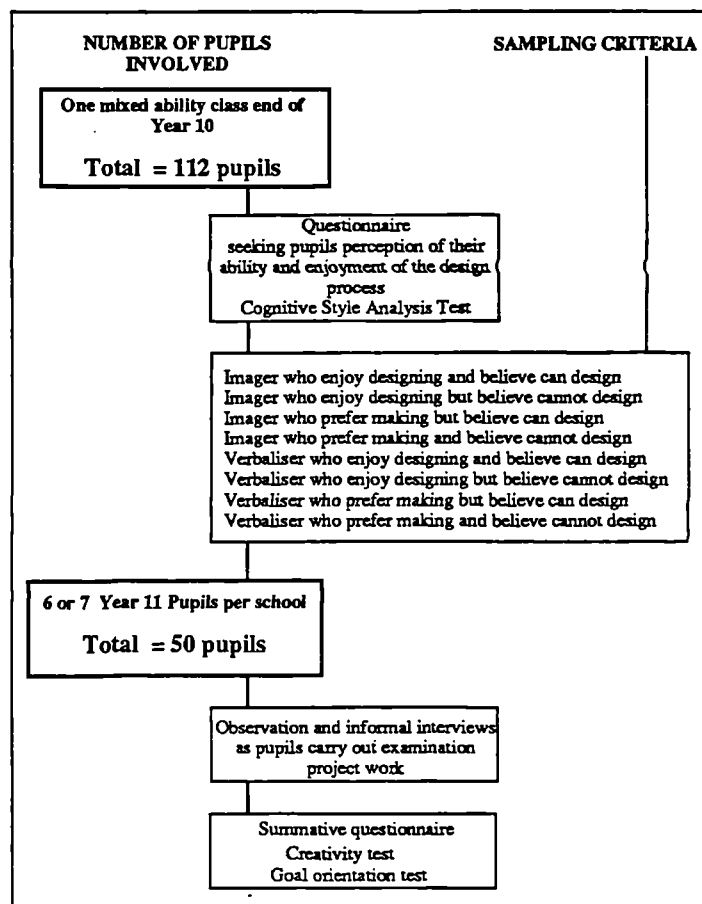 NUMBER OF PUPILS
INVOLVED
SAMPLING CRITERIA
One mixed ability class end of
Year 10
Total = 112 pupils
Questionnaire
seeking pupils perception of their
ability and enjoyment of the design
process
Cognitive Style Analysis Test
Imager who enjoy designing and believe can design
Imager who enjoy designing but believe cannot design
Imager who prefer making but believe can design
Imager who prefer making and believe cannot design
Verbaliser who enjoy designing and believe can design
Verbaliser who enjoy designing but believe cannot design
Verbaliser who prefer making but believe can design
Verbaliser who prefer making and believe cannot design
6 or 7 Year 11 Pupils per school
Total = 50 pupils
Observation and informal interviews
as pupils carry out examination
project work
Summative questionnaire
Creativity test
Goal orientation test